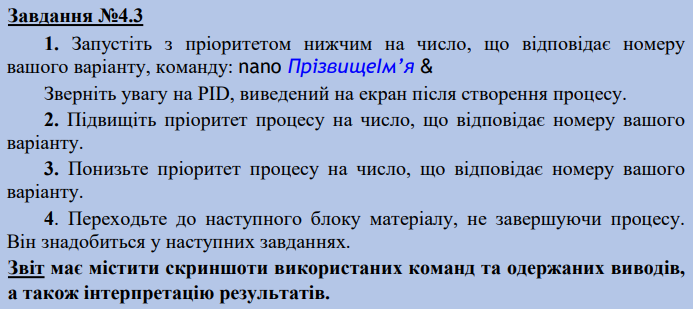 Завдання №4.3
1. Запустіть з пріоритетом нижчим на число, що відповідає номеру
вашого варіанту, команду: nano ПрізвищеІм’я &
Зверніть увагу на PID, виведений на екран після створення процесу.
2. Підвищіть пріоритет процесу на число, що відповідає номеру вашого
варіанту.
3. Понизьте пріоритет процесу на число, що відповідає номеру вашого
варіанту.
4. Переходьте до наступного блоку матеріалу, не завершуючи процесу.
Він знадобиться у наступних завданнях.
Звіт має містити скриншоти використаних команд та одержаних виводів,
а також інтерпретацію результатів.